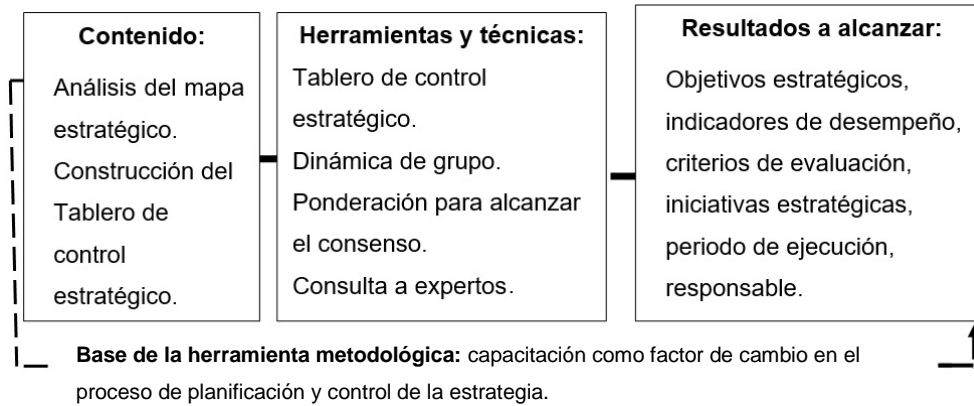 Contenido:
Análisis del mapa
estratégico.
Construcción del
Tablero de
control
estratégico.
Herramientas y técnicas:
Tablero de control
estratégico.
Dinámica de grupo.
Ponderación para alcanzar
el consenso.
Consulta a expertos.
Resultados a alcanzar:
Objetivos estratégicos,
indicadores de desempeño,
criterios de evaluación,
iniciativas estratégicas,
periodo de ejecución,
responsable.
Base de la herramienta metodológica: capacitación como factor de cambio en el
proceso de planificación y control de la estrategia.